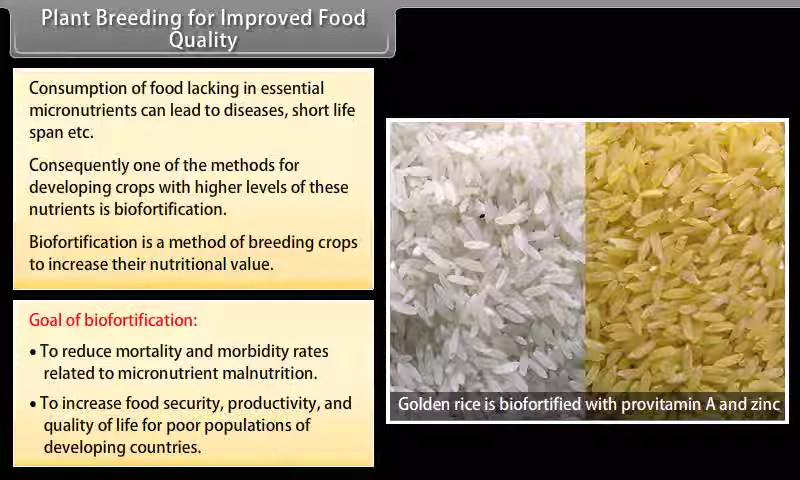 Plant Breeding for Improved Food
Quality
Consumption of food lacking in essential
micronutrients can lead to diseases, short life
span etc.
Consequently one of the methods for
developing crops with higher levels of these
nutrients is biofortification.
Biofortification is a method of breeding crops
to increase their nutritional value.
Goal of biofortification:
• To reduce mortality and morbidity rates
related to micronutrient malnutrition.
• To increase food security, productivity, and
quality of life for poor populations of
developing countries.
Golden rice is biofortified with provitamin A and zinc